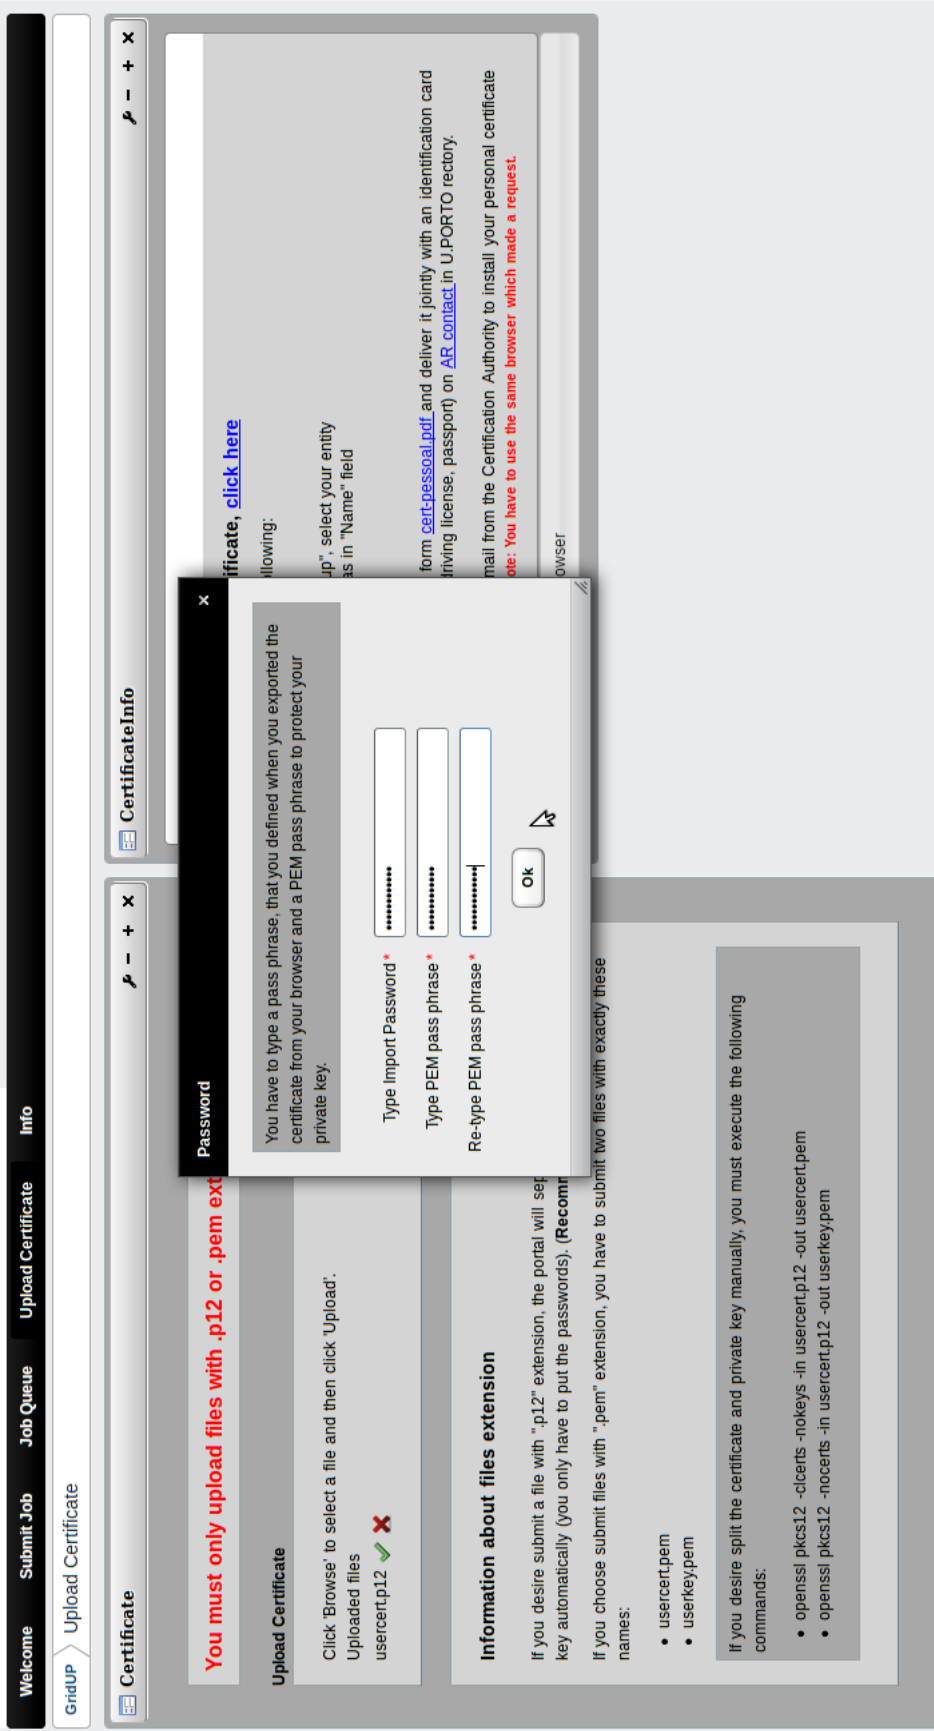 Welcome Submit Job Job Queue Upload Certificate Info
GridUP Upload Certificate
Certificate
You must only upload files with .p12 or .pem ext
Upload Certificate
Click 'Browse' to select a file and then click 'Upload'.
Uploaded files
usercert.p12
Information about files extension
If you desire submit a file with ".p12" extension, the portal will sep
key automatically (you only have to put the passwords). (Recomm
If you choose submit files with ".pem" extension, you have to submit two files with exactly these
names:
• usercert.pem
• userkey.pem
If you desire split the certificate and private key manually, you must execute the following
commands:
• openssl pkcs12 -clcerts -nokeys -in usercert.p12 -out usercert.pem
• openssl pkcs12 -nocerts -in usercert.p12 -out userkey.pem
Password
You have to type a pass phrase, that you defined when you exported the
certificate from your browser and a PEM pass phrase to protect your
private key.
Type Import Password *
Type PEM pass phrase *
Re-type PEM pass phrase *
Ok
CertificateInfo
ificate, click here
ollowing:
up", select your entity
as in "Name" field
form cert-pessoal.pdf and deliver it jointly with an identification card
driving license, passport) on AR contact in U.PORTO rectory.
mail from the Certification Authority to install your personal certificate
ote: You have to use the same browser which made a request.
owser